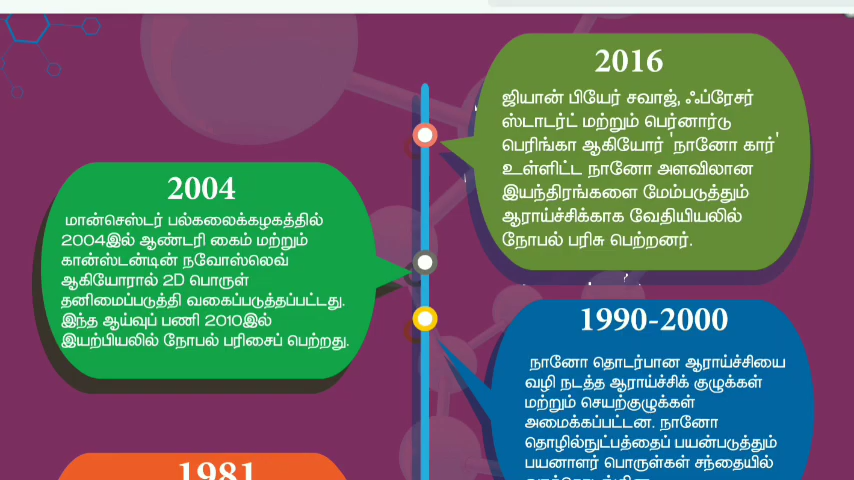 2016
ஜியான் பியேர் சவாஜ், ஃப்ரேசர்
ஸ்டாடர்ட் மற்றும் பெர்னார்டு
பெரிங்கா ஆகியோர் 'நானோ கார்'
உள்ளிட்ட நானோ அளவிலான
இயந்திரங்களை மேம்படுத்தும்
ஆராய்ச்சிக்காக வேதியியலில்
நோபல் பரிசு பெற்றனர்.
2004
மான்செஸ்டர் பல்கலைக்கழகத்தில்
2004இல் ஆண்டரி கைம் மற்றும்
கான்ஸ்டன்டின் நவோஸ்லெவ்
ஆகியோரால் 2D பொருள்
தனிமைப்படுத்தி வகைப்படுத்தப்பட்டது.
இந்த ஆய்வுப் பணி 2010இல்
இயற்பியலில் நோபல் பரிசைப் பெற்றது.
1990-2000
நானோ தொடர்பான ஆராய்ச்சியை
வழி நடத்த ஆராய்ச்சிக் குழுக்கள்
மற்றும் செயற்குழுக்கள்
அமைக்கப்பட்டன. நானோ
தொழில்நுட்பத்தைப் பயன்படுத்தும்
பயனாளர் பொருள்கள் சந்தையில்
1981